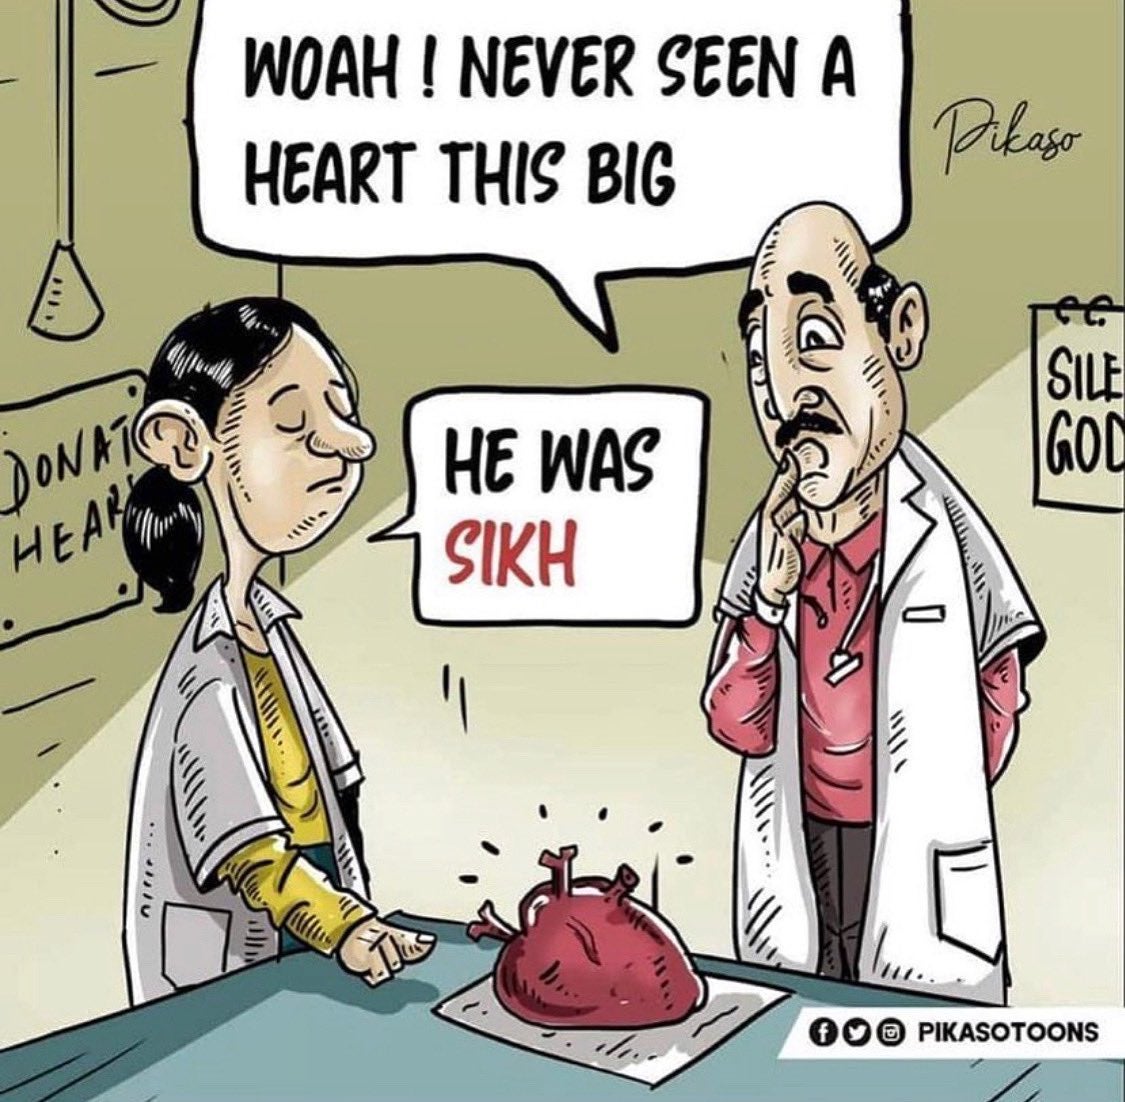 WOAH ! NEVER SEEN A
HEART THIS BIG
Pikaso
HE WAS
SIKH
DONAT
HEAR
SILE
GOD
PIKASOTOONS